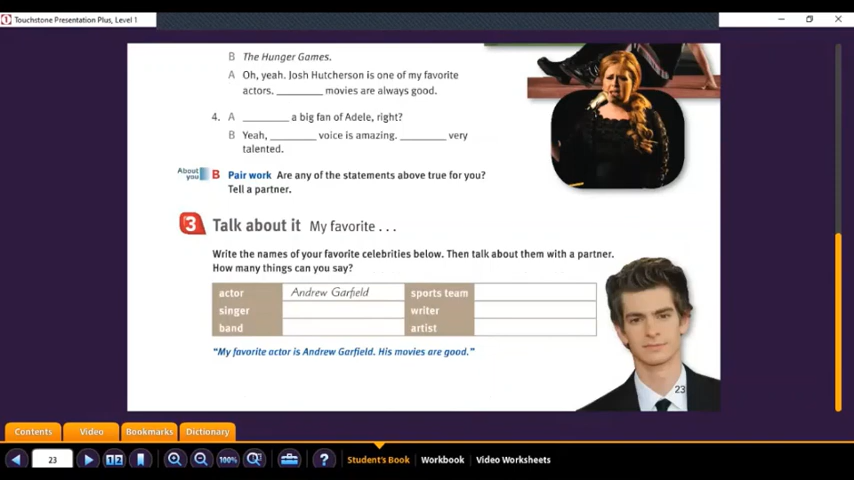 Touchstone Presentation Plus, Level 1
B The Hunger Games.
A Oh, yeah. Josh Hutcherson is one of my favorite
actors. ________ movies are always good.
4. A ________ a big fan of Adele, right?
B Yeah, ________ voice is amazing. ________ very
talented.
About you B Pair work Are any of the statements above true for you?
Tell a partner.
3 Talk about it My favorite . . .
Write the names of your favorite celebrities below. Then talk about them with a partner.
How many things can you say?
actor Andrew Garfield sports team
singer writer
band artist
"My favorite actor is Andrew Garfield. His movies are good."
23
Contents Video Bookmarks Dictionary
23 1 2 100% ? Student's Book Workbook Video Worksheets